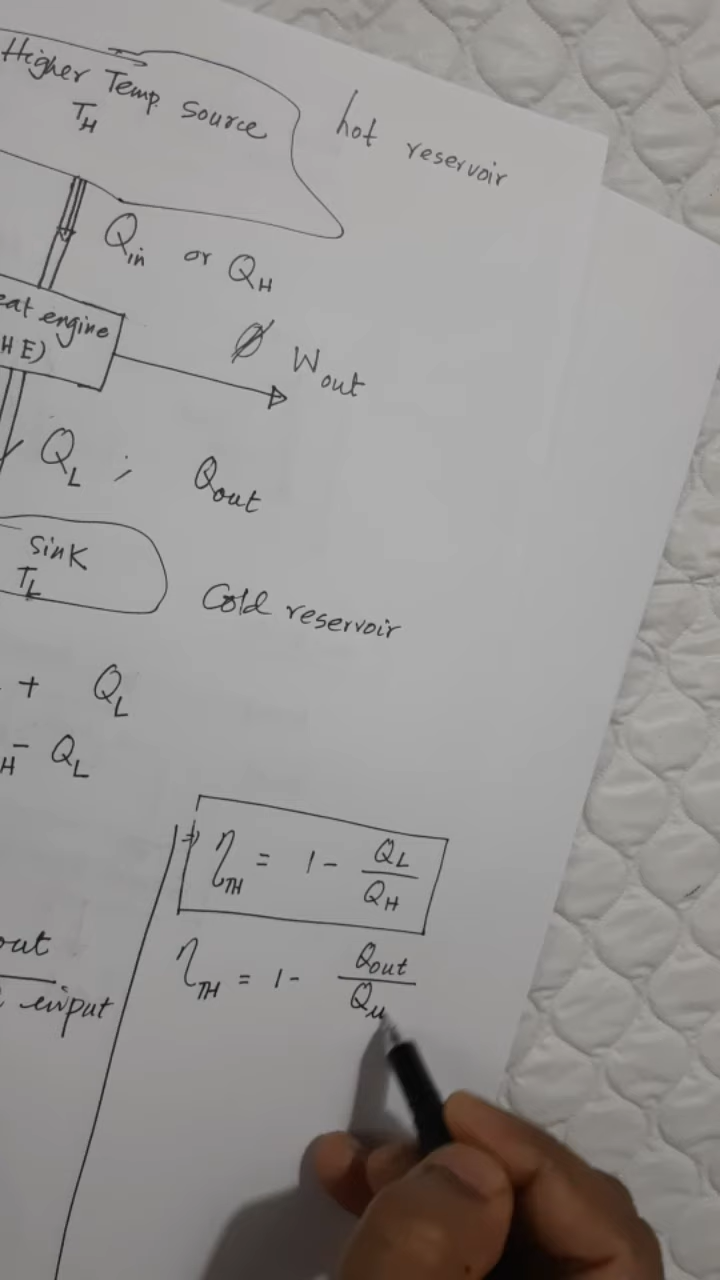 Higher Temp. Source
T_H
hot reservoir
Q_in or Q_H
eat engine
HE)
W_out
Q_L ; Q_out
Sink
T_L
Cold reservoir
+ Q_L
H - Q_L
⇒ η_TH = 1 - Q_L / Q_H
out
input
η_TH = 1 - Q_out / Q